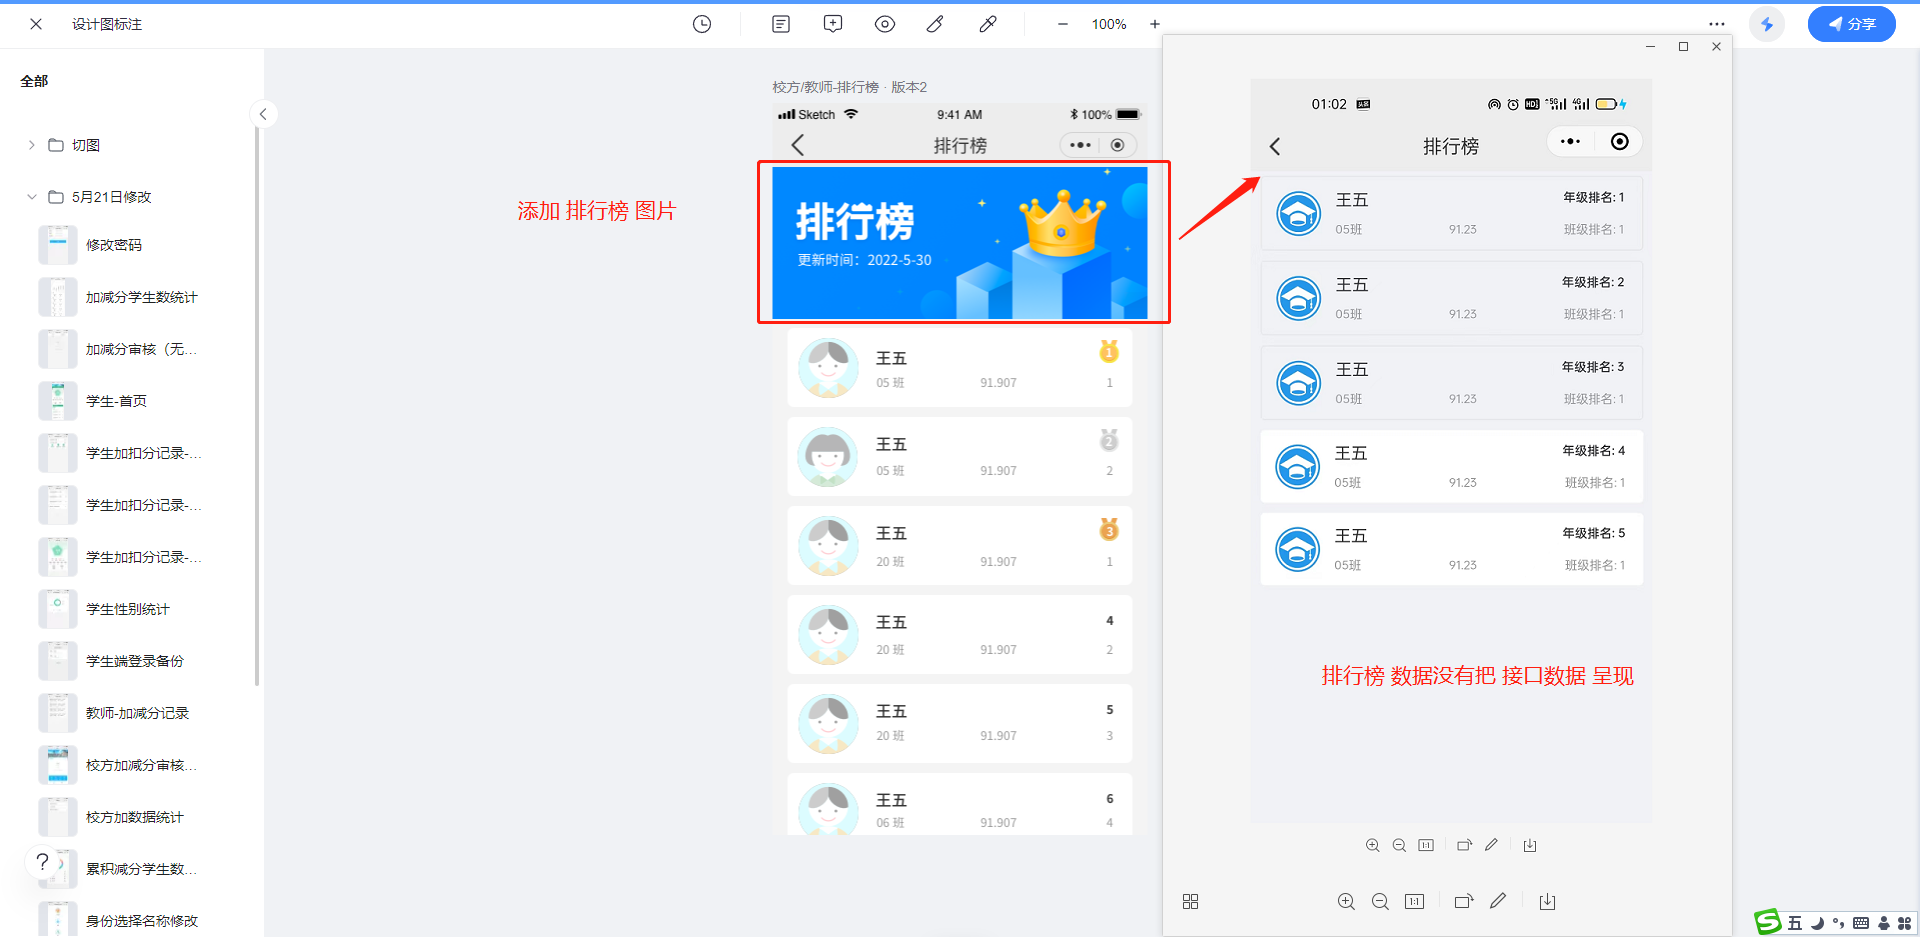 设计图标注
100%
分享
全部
切图
5月21日修改
修改密码
加减分学生数统计
加减分审核（无...
学生-首页
学生加扣分记录-...
学生加扣分记录-...
学生加扣分记录-...
学生性别统计
学生端登录备份
教师-加减分记录
校方加减分审核...
校方加数据统计
累积减分学生数...
身份选择名称修改
?
添加 排行榜 图片
校方/教师-排行榜 · 版本2
Sketch
9:41 AM
100%
排行榜
排行榜
更新时间：2022-5-30
王五
1
05 班
91.907
1
王五
2
05 班
91.907
2
王五
3
20 班
91.907
1
王五
4
20 班
91.907
2
王五
5
20 班
91.907
3
王五
6
06 班
91.907
4
01:02
HD
5G
4G
排行榜
王五
年级排名: 1
05班
91.23
班级排名: 1
王五
年级排名: 2
05班
91.23
班级排名: 1
王五
年级排名: 3
05班
91.23
班级排名: 1
王五
年级排名: 4
05班
91.23
班级排名: 1
王五
年级排名: 5
05班
91.23
班级排名: 1
排行榜 数据没有把 接口数据 呈现
1:1
1:1
S
五